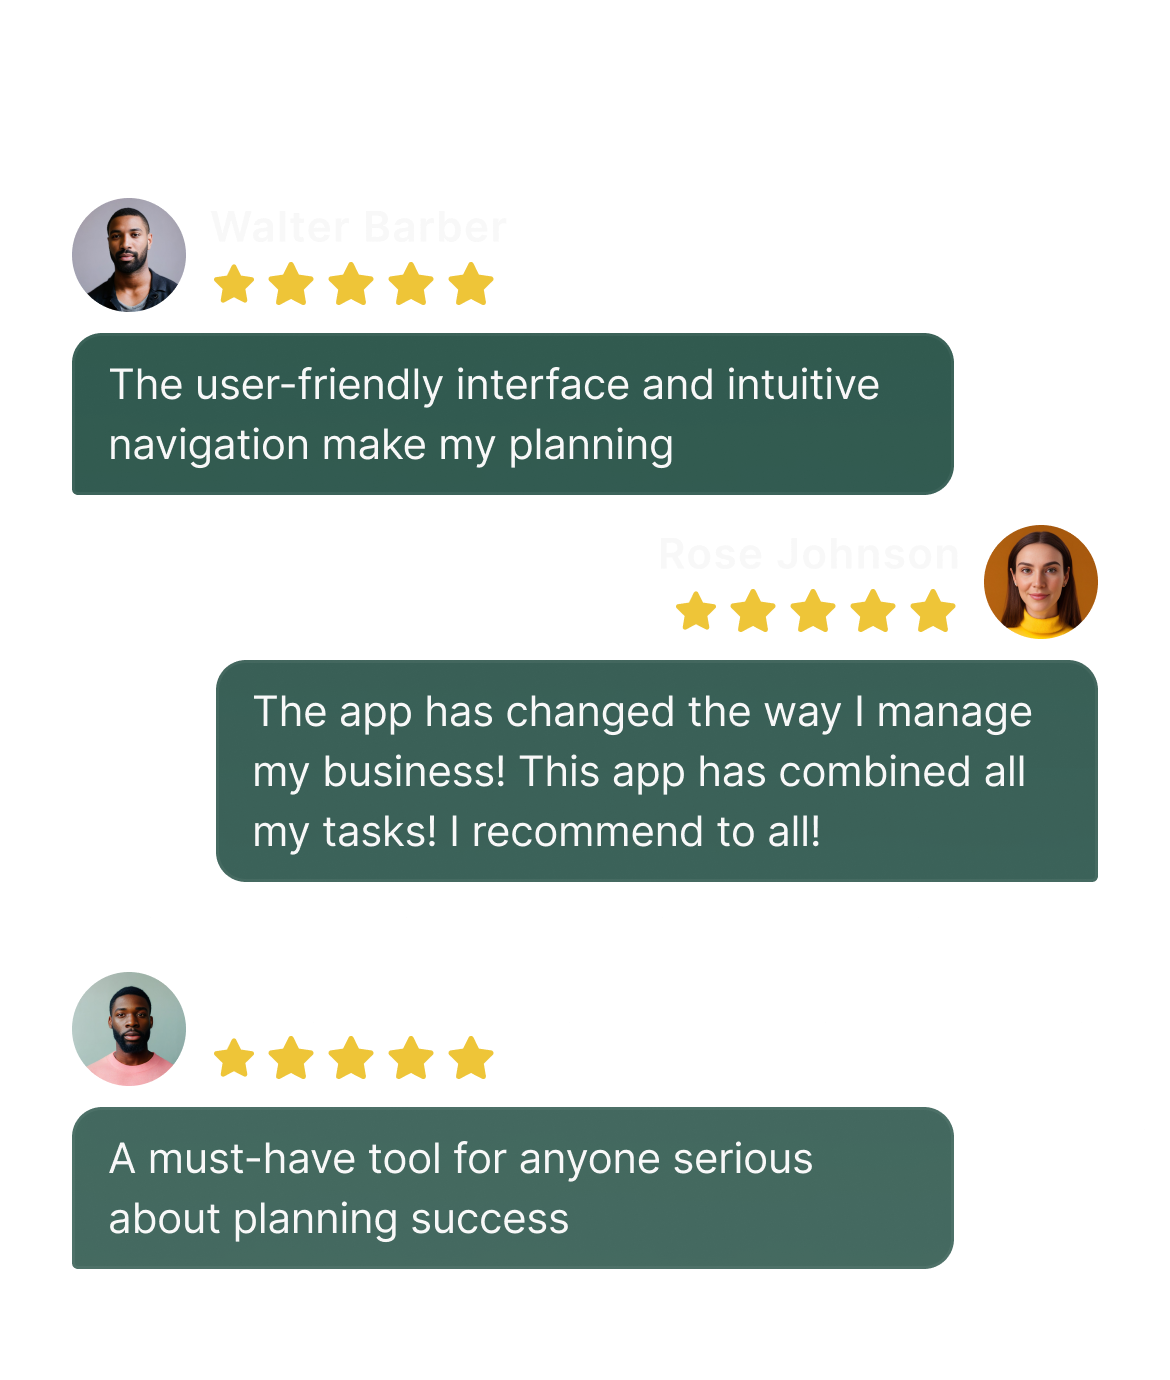 Walter Barber
The user-friendly interface and intuitive
navigation make my planning
Rose Johnson
The app has changed the way I manage
my business! This app has combined all
my tasks! I recommend to all!
A must-have tool for anyone serious
about planning success